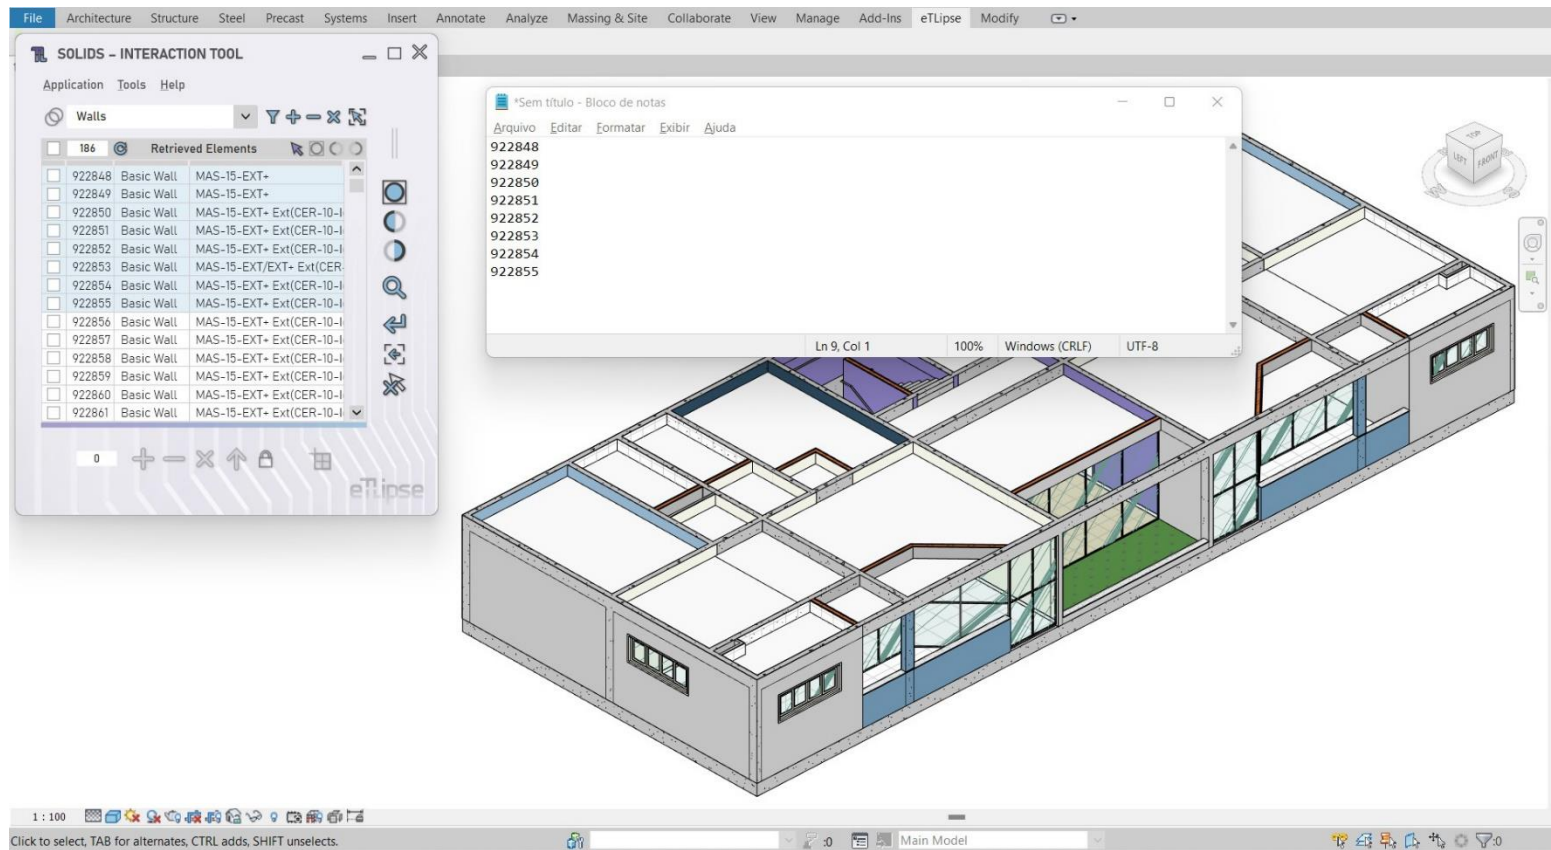 File Architecture Structure Steel Precast Systems Insert Annotate Analyze Massing & Site Collaborate View Manage Add-Ins eTLipse Modify
SOLIDS – INTERACTION TOOL
Application Tools Help
Walls
186 Retrieved Elements
922848 Basic Wall MAS-15-EXT+
922849 Basic Wall MAS-15-EXT+
922850 Basic Wall MAS-15-EXT+ Ext(CER-10-I
922851 Basic Wall MAS-15-EXT+ Ext(CER-10-I
922852 Basic Wall MAS-15-EXT+ Ext(CER-10-I
922853 Basic Wall MAS-15-EXT/EXT+ Ext(CER-
922854 Basic Wall MAS-15-EXT+ Ext(CER-10-I
922855 Basic Wall MAS-15-EXT+ Ext(CER-10-I
922856 Basic Wall MAS-15-EXT+ Ext(CER-10-I
922857 Basic Wall MAS-15-EXT+ Ext(CER-10-I
922858 Basic Wall MAS-15-EXT+ Ext(CER-10-I
922859 Basic Wall MAS-15-EXT+ Ext(CER-10-I
922860 Basic Wall MAS-15-EXT+ Ext(CER-10-I
922861 Basic Wall MAS-15-EXT+ Ext(CER-10-I
0
eTLipse
*Sem título - Bloco de notas
Arquivo Editar Formatar Exibir Ajuda
922848
922849
922850
922851
922852
922853
922854
922855
Ln 9, Col 1 100% Windows (CRLF) UTF-8
TOP
LEFT FRONT
1 : 100
Click to select, TAB for alternates, CTRL adds, SHIFT unselects. :0 Main Model :0